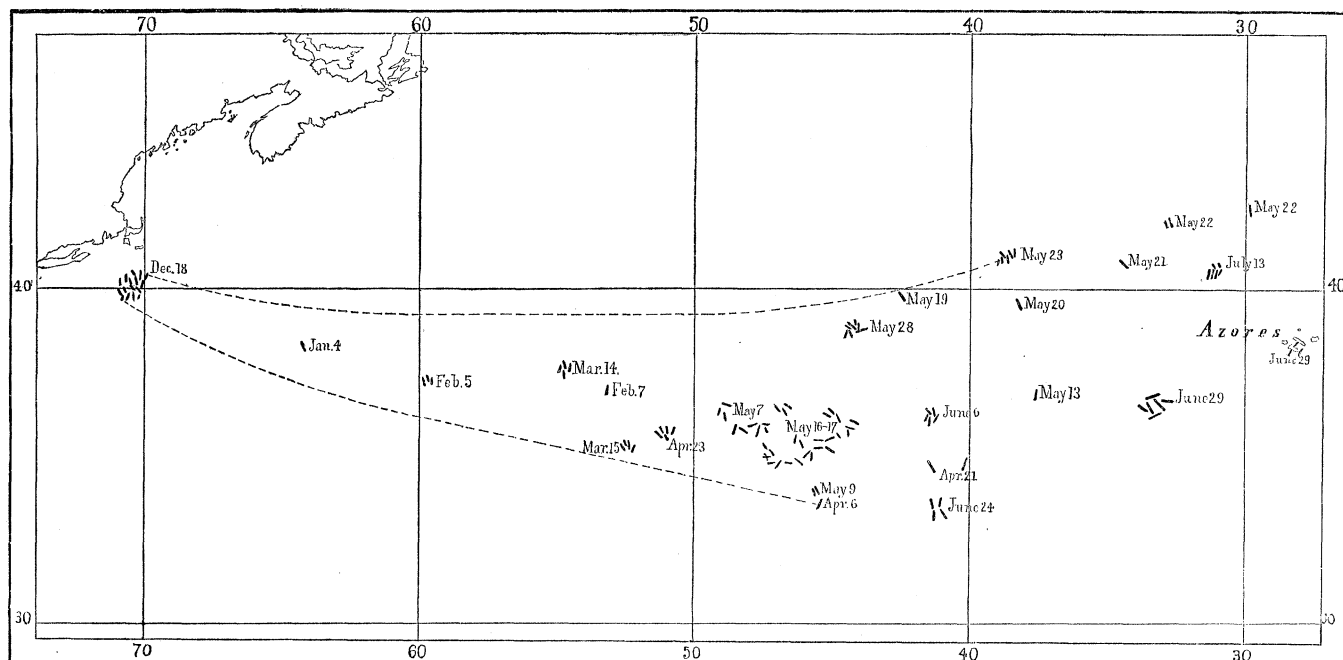 70 60 50 40 30
May 22
May 22
May 23
May 21
July 13
Dec. 18
40 40
May 19
May 20
May 28
Azores
Jan. 4
June 29
Mar. 14.
Feb. 5
Feb. 7
May 13
June 29
May 7
June 6
May 16-17
Mar. 15
Apr. 23
Apr. 21
May 9
Apr. 6
June 24
30 30
70 60 50 40 30